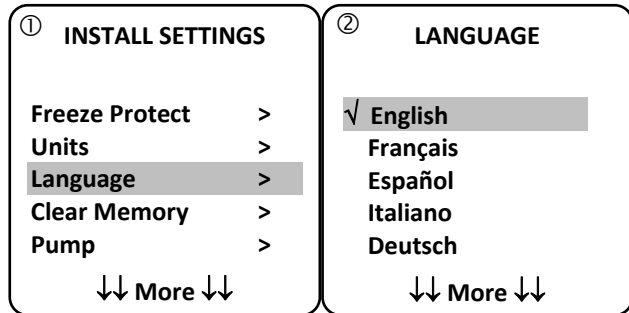 ①
INSTALL SETTINGS
Freeze Protect >
Units >
Language >
Clear Memory >
Pump >
↓↓ More ↓↓
②
LANGUAGE
√ English
Français
Español
Italiano
Deutsch
↓↓ More ↓↓